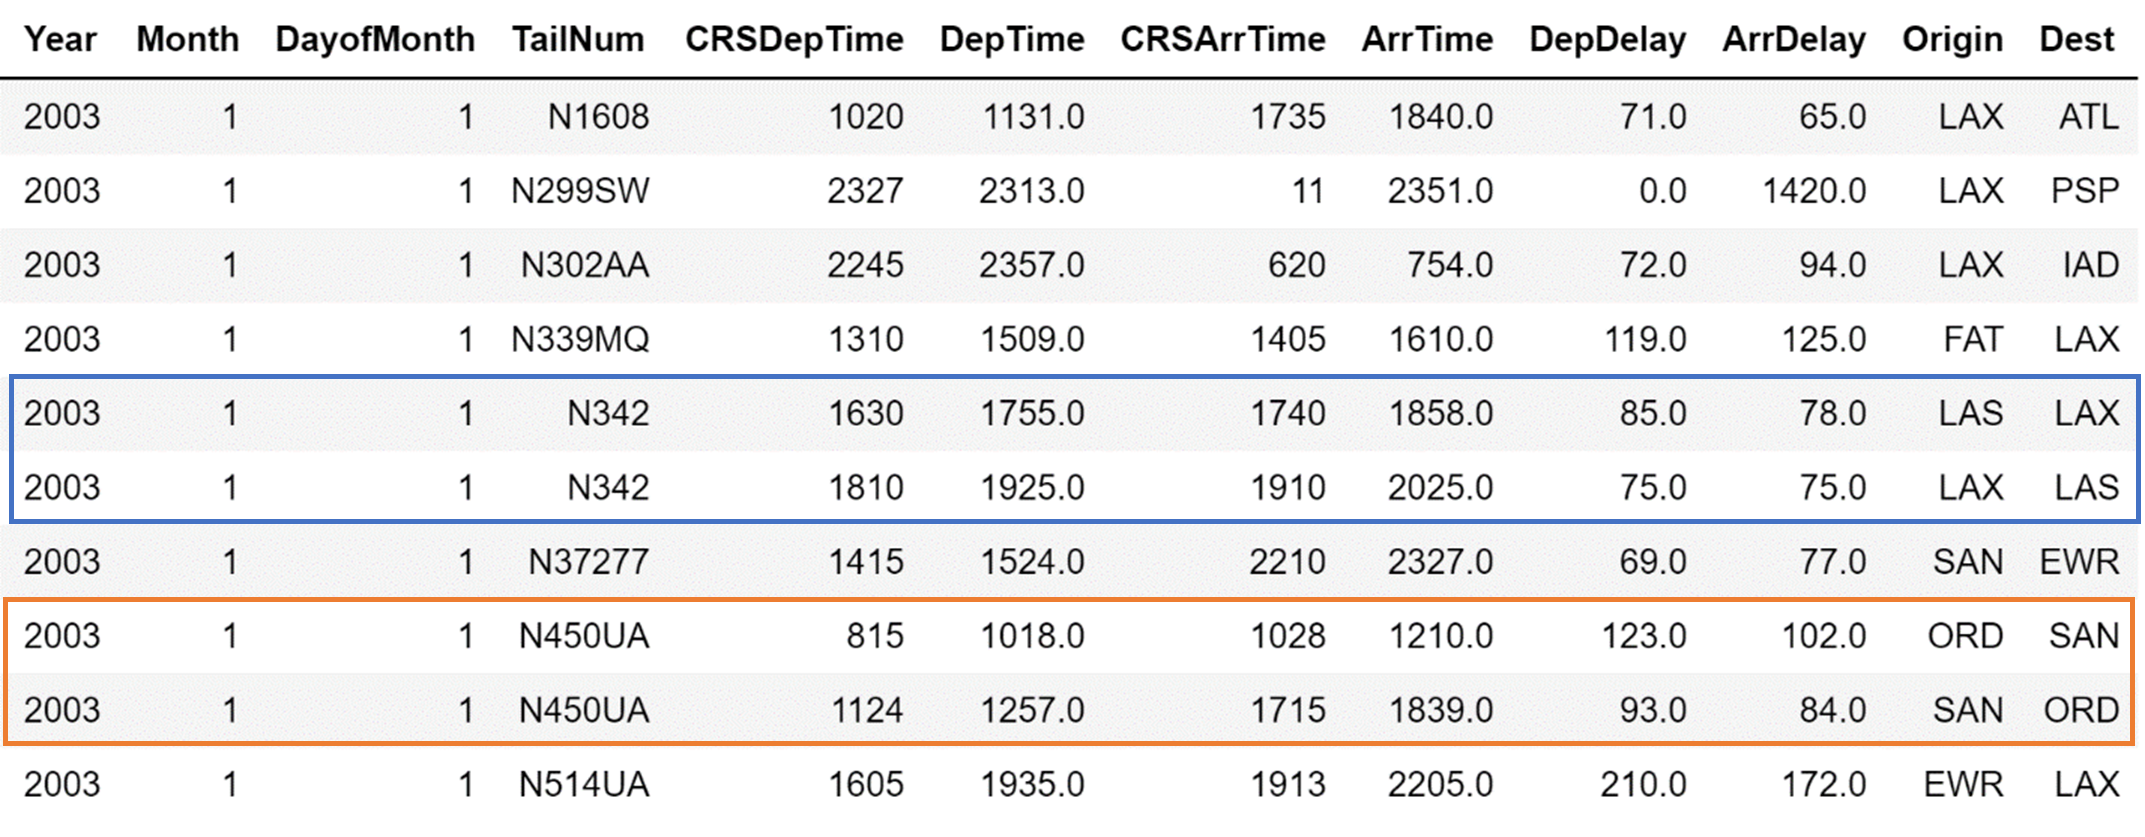 Year Month DayofMonth TailNum CRSDepTime DepTime CRSArrTime ArrTime DepDelay ArrDelay Origin Dest
2003 1 1 N1608 1020 1131.0 1735 1840.0 71.0 65.0 LAX ATL
2003 1 1 N299SW 2327 2313.0 11 2351.0 0.0 1420.0 LAX PSP
2003 1 1 N302AA 2245 2357.0 620 754.0 72.0 94.0 LAX IAD
2003 1 1 N339MQ 1310 1509.0 1405 1610.0 119.0 125.0 FAT LAX
2003 1 1 N342 1630 1755.0 1740 1858.0 85.0 78.0 LAS LAX
2003 1 1 N342 1810 1925.0 1910 2025.0 75.0 75.0 LAX LAS
2003 1 1 N37277 1415 1524.0 2210 2327.0 69.0 77.0 SAN EWR
2003 1 1 N450UA 815 1018.0 1028 1210.0 123.0 102.0 ORD SAN
2003 1 1 N450UA 1124 1257.0 1715 1839.0 93.0 84.0 SAN ORD
2003 1 1 N514UA 1605 1935.0 1913 2205.0 210.0 172.0 EWR LAX